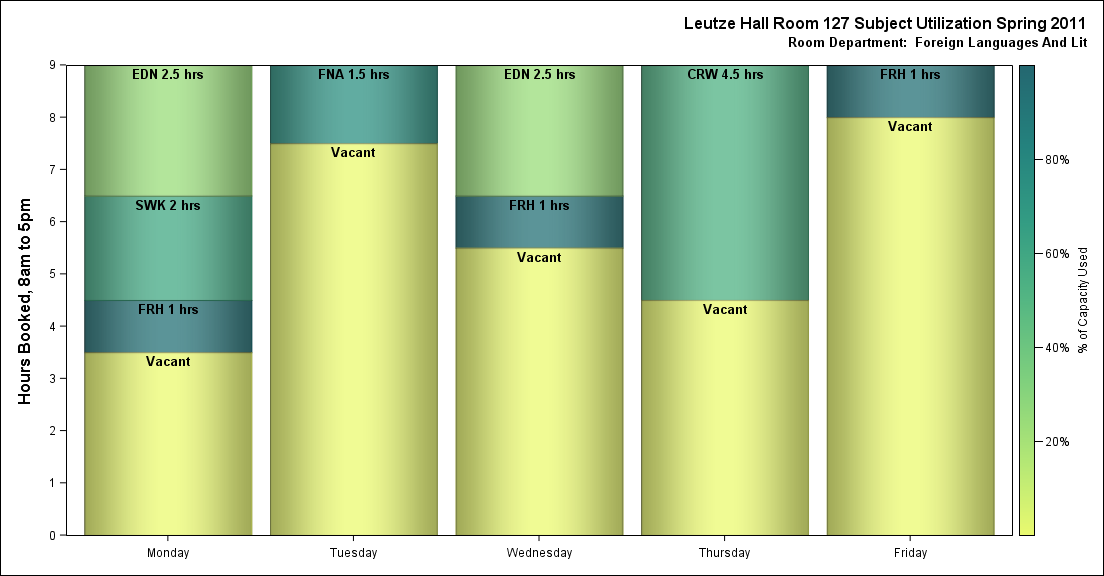 Leutze Hall Room 127 Subject Utilization Spring 2011
Room Department:  Foreign Languages And Lit
Hours Booked, 8am to 5pm
9
8
7
6
5
4
3
2
1
0
EDN 2.5 hrs
SWK 2 hrs
FRH 1 hrs
Vacant
FNA 1.5 hrs
Vacant
EDN 2.5 hrs
FRH 1 hrs
Vacant
CRW 4.5 hrs
Vacant
FRH 1 hrs
Vacant
Monday
Tuesday
Wednesday
Thursday
Friday
80%
60%
40%
20%
% of Capacity Used